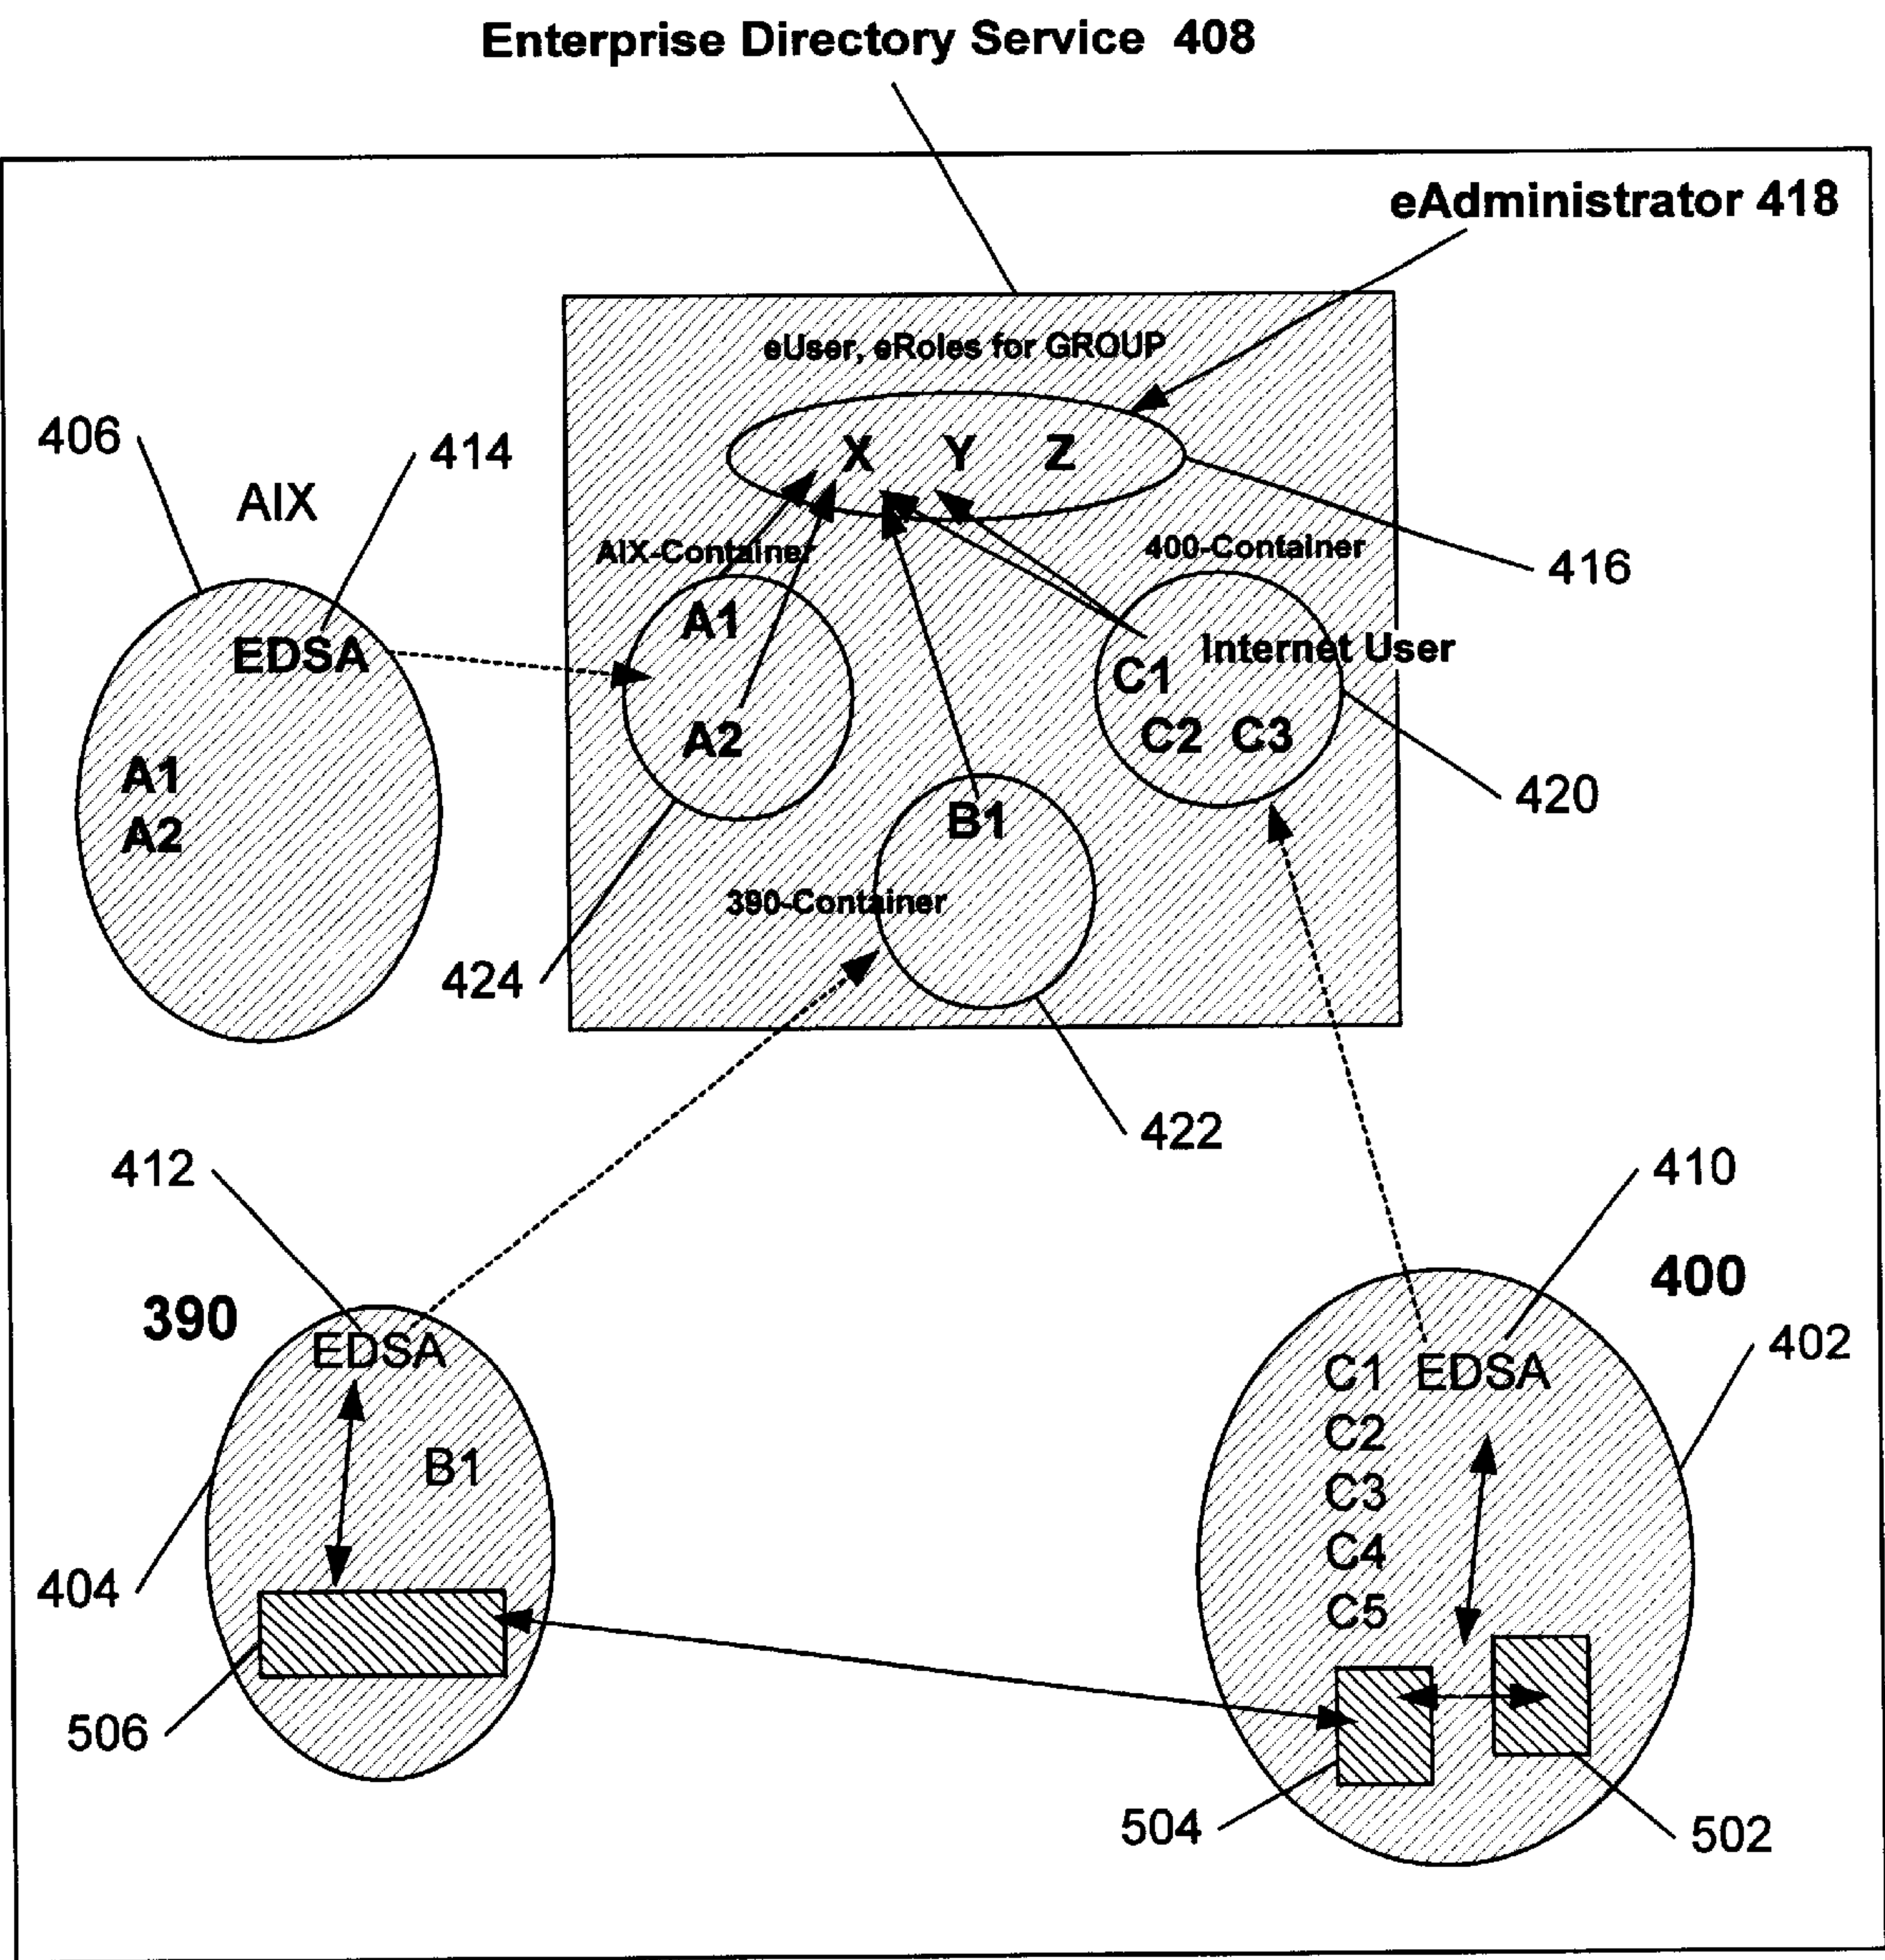 Enterprise Directory Service 408
eAdministrator 418
eUser, eRoles for GROUP
X Y Z
406
414
AIX
AIX-Container
400-Container
416
EDSA
A1
Internet User
C1
A2
C2 C3
A1
A2
420
B1
390-Container
424
422
412
410
390
400
EDSA
402
C1 EDSA
C2
B1
C3
C4
404
C5
506
504
502